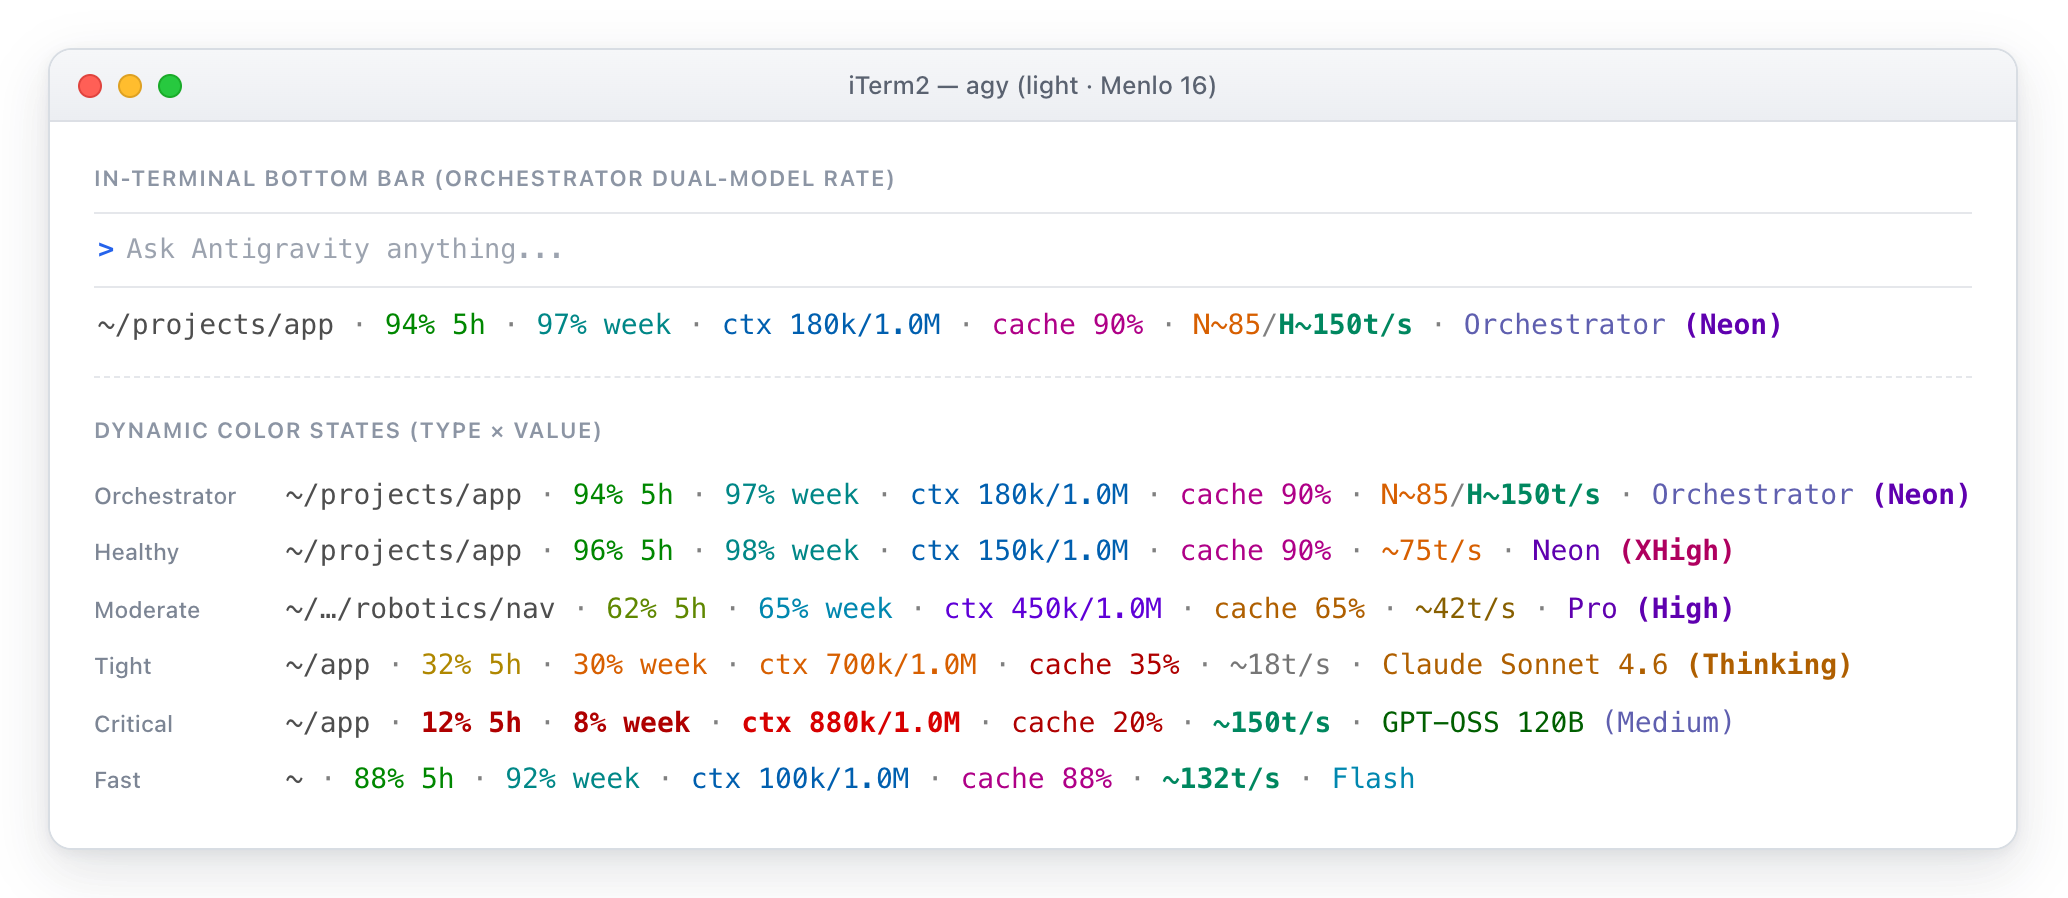 iTerm2 — agy (light · Menlo 16)
IN-TERMINAL BOTTOM BAR (ORCHESTRATOR DUAL-MODEL RATE)
> Ask Antigravity anything...
~/projects/app · 94% 5h · 97% week · ctx 180k/1.0M · cache 90% · N~85/H~150t/s · Orchestrator (Neon)
DYNAMIC COLOR STATES (TYPE × VALUE)
Orchestrator ~/projects/app · 94% 5h · 97% week · ctx 180k/1.0M · cache 90% · N~85/H~150t/s · Orchestrator (Neon)
Healthy ~/projects/app · 96% 5h · 98% week · ctx 150k/1.0M · cache 90% · ~75t/s · Neon (XHigh)
Moderate ~/…/robotics/nav · 62% 5h · 65% week · ctx 450k/1.0M · cache 65% · ~42t/s · Pro (High)
Tight ~/app · 32% 5h · 30% week · ctx 700k/1.0M · cache 35% · ~18t/s · Claude Sonnet 4.6 (Thinking)
Critical ~/app · 12% 5h · 8% week · ctx 880k/1.0M · cache 20% · ~150t/s · GPT-OSS 120B (Medium)
Fast ~ · 88% 5h · 92% week · ctx 100k/1.0M · cache 88% · ~132t/s · Flash